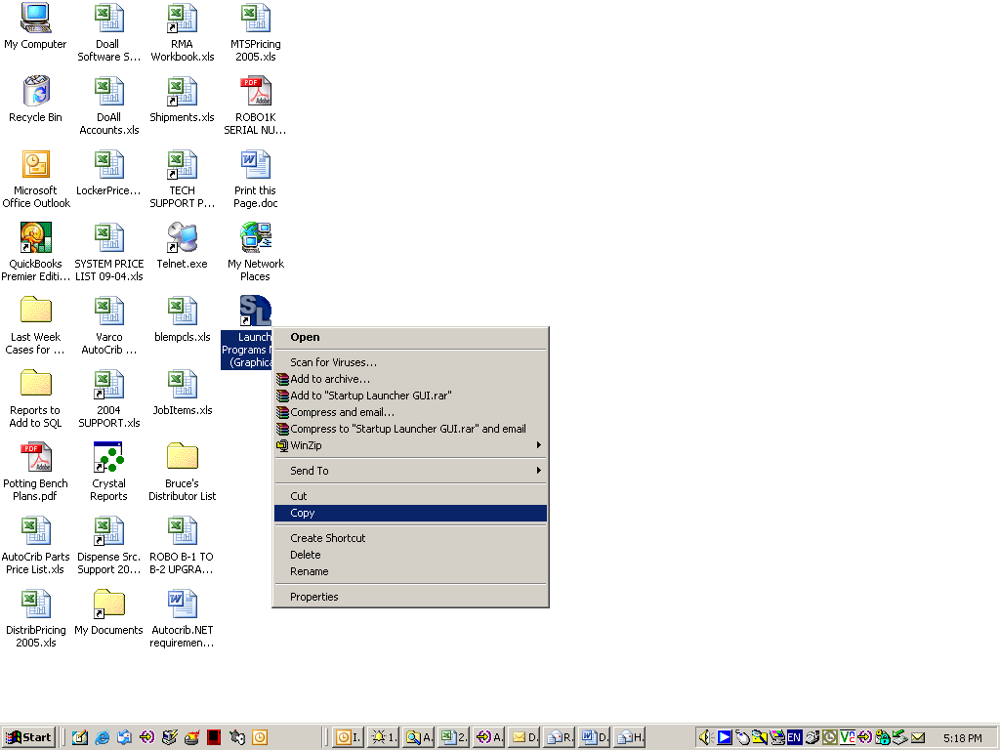 My Computer
Doall
Software S...
RMA
Workbook.xls
MTSPricing
2005.xls
Recycle Bin
DoAll
Accounts.xls
Shipments.xls
PDF
Adobe
ROBO1K
SERIAL NU...
Microsoft
Office Outlook
LockerPrice...
TECH
SUPPORT P...
Print this
Page.doc
QuickBooks
Premier Editi...
SYSTEM PRICE
LIST 09-04.xls
Telnet.exe
My Network
Places
Last Week
Cases for ...
Varco
AutoCrib ...
blempcls.xls
SL
Launch
Programs
(Graphica
Reports to
Add to SQL
2004
SUPPORT.xls
JobItems.xls
PDF
Adobe
Potting Bench
Plans.pdf
Crystal
Reports
Bruce's
Distributor List
AutoCrib Parts
Price List.xls
Dispense Src.
Support 20...
ROBO B-1 TO
B-2 UPGRA...
DistribPricing
2005.xls
My Documents
Autocrib.NET
requiremen...
Open
Scan for Viruses...
Add to archive...
Add to "Startup Launcher GUI.rar"
Compress and email...
Compress to "Startup Launcher GUI.rar" and email
WinZip
Send To
Cut
Copy
Create Shortcut
Delete
Rename
Properties
Start
I.
1.
A.
2.
A.
D.
R.
D.
H.
EN
5:18 PM